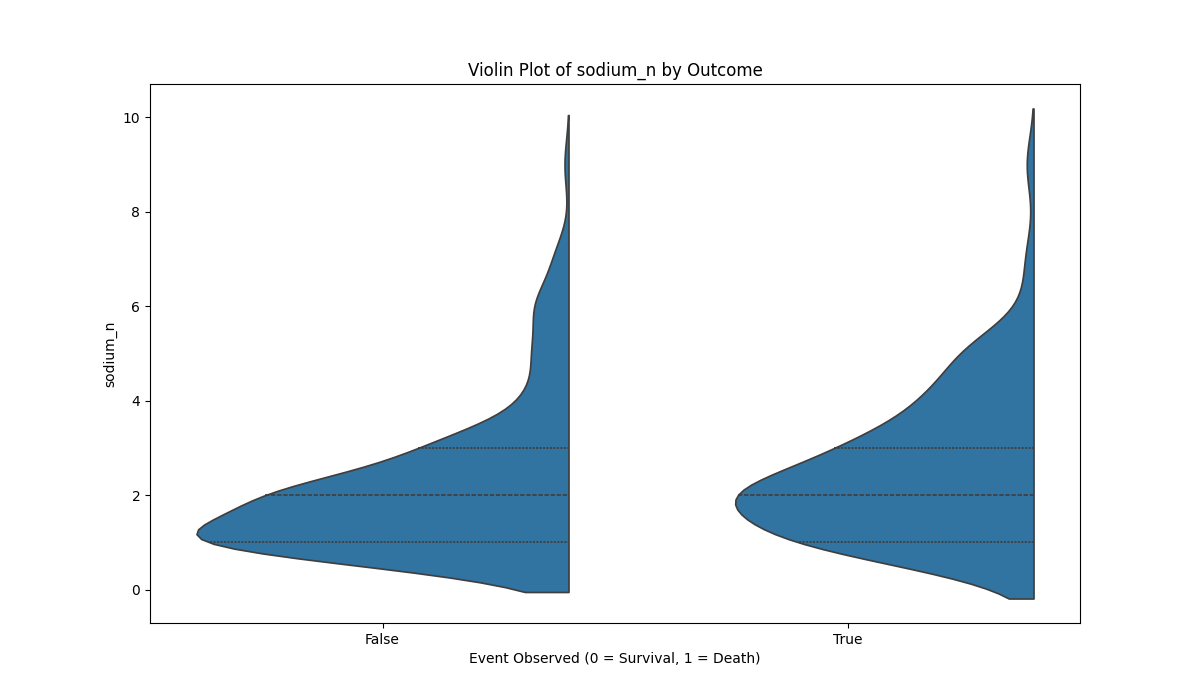 Violin Plot of sodium_n by Outcome
10
8
6
4
2
0
sodium_n
False
True
Event Observed (0 = Survival, 1 = Death)